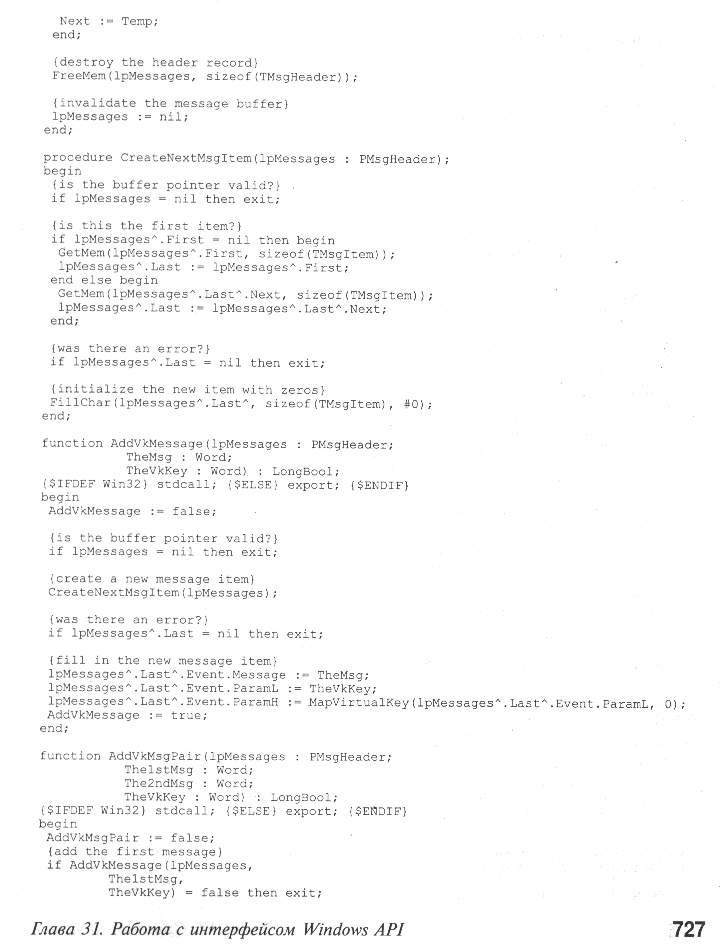 Next := Temp;
end;
{destroy the header record}
FreeMem(lpMessages, sizeof(TMsgHeader));
{invalidate the message buffer}
lpMessages := nil;
end;
procedure CreateNextMsgItem(lpMessages : PMsgHeader);
begin
{is the buffer pointer valid?}
if lpMessages = nil then exit;
{is this the first item?}
if lpMessages^.First = nil then begin
GetMem(lpMessages^.First, sizeof(TMsgItem));
lpMessages^.Last := lpMessages^.First;
end else begin
GetMem(lpMessages^.Last^.Next, sizeof(TMsgItem));
lpMessages^.Last := lpMessages^.Last^.Next;
end;
{was there an error?}
if lpMessages^.Last = nil then exit;
{initialize the new item with zeros}
FillChar(lpMessages^.Last^, sizeof(TMsgItem), #0);
end;
function AddVkMessage(lpMessages : PMsgHeader;
TheMsg : Word;
TheVkKey : Word) : LongBool;
{$IFDEF Win32} stdcall; {$ELSE} export; {$ENDIF}
begin
AddVkMessage := false;
{is the buffer pointer valid?}
if lpMessages = nil then exit;
{create a new message item}
CreateNextMsgItem(lpMessages);
{was there an error?}
if lpMessages^.Last = nil then exit;
{fill in the new message item}
lpMessages^.Last^.Event.Message := TheMsg;
lpMessages^.Last^.Event.ParamL := TheVkKey;
lpMessages^.Last^.Event.ParamH := MapVirtualKey(lpMessages^.Last^.Event.ParamL, 0);
AddVkMessage := true;
end;
function AddVkMsgPair(lpMessages : PMsgHeader;
The1stMsg : Word;
The2ndMsg : Word;
TheVkKey : Word) : LongBool;
{$IFDEF Win32} stdcall; {$ELSE} export; {$ENDIF}
begin
AddVkMsgPair := false;
{add the first message}
if AddVkMessage(lpMessages,
The1stMsg,
TheVkKey) = false then exit;
Глава 31. Работа с интерфейсом Windows API 727